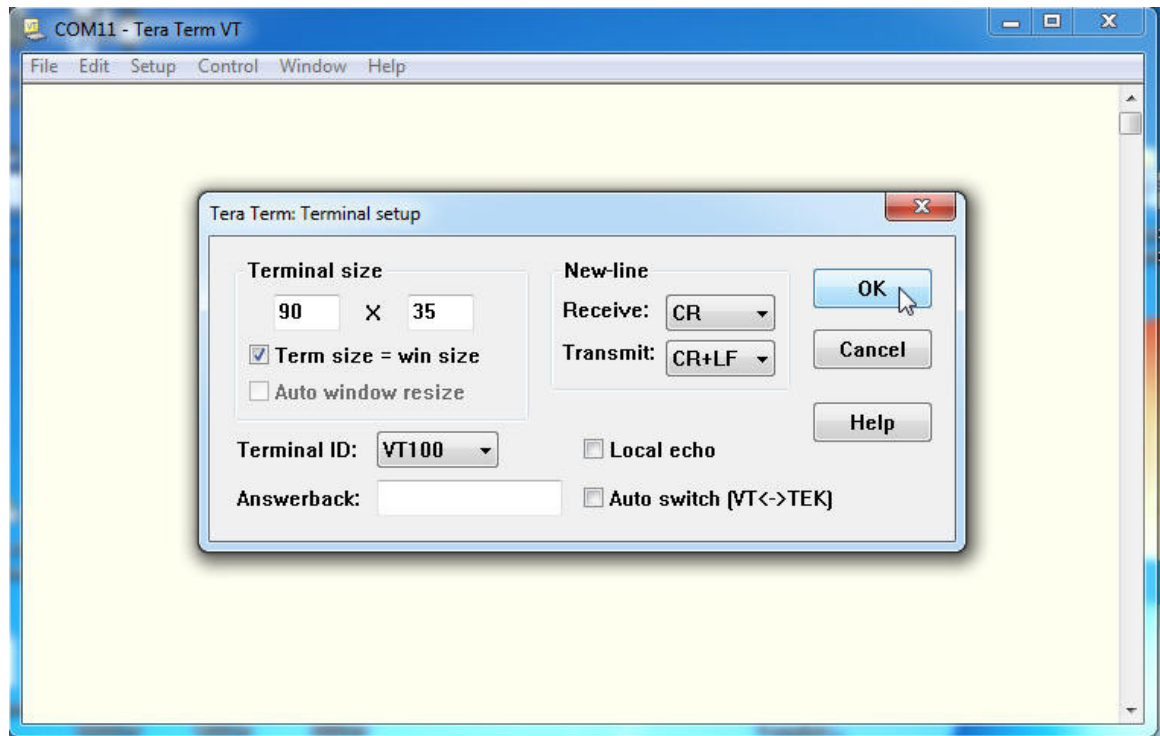 COM11 - Tera Term VT
File Edit Setup Control Window Help
Tera Term: Terminal setup
Terminal size
90 X 35
Term size = win size
Auto window resize
New-line
Receive: CR
Transmit: CR+LF
OK
Cancel
Help
Terminal ID: VT100
Local echo
Answerback:
Auto switch (VT<->TEK)